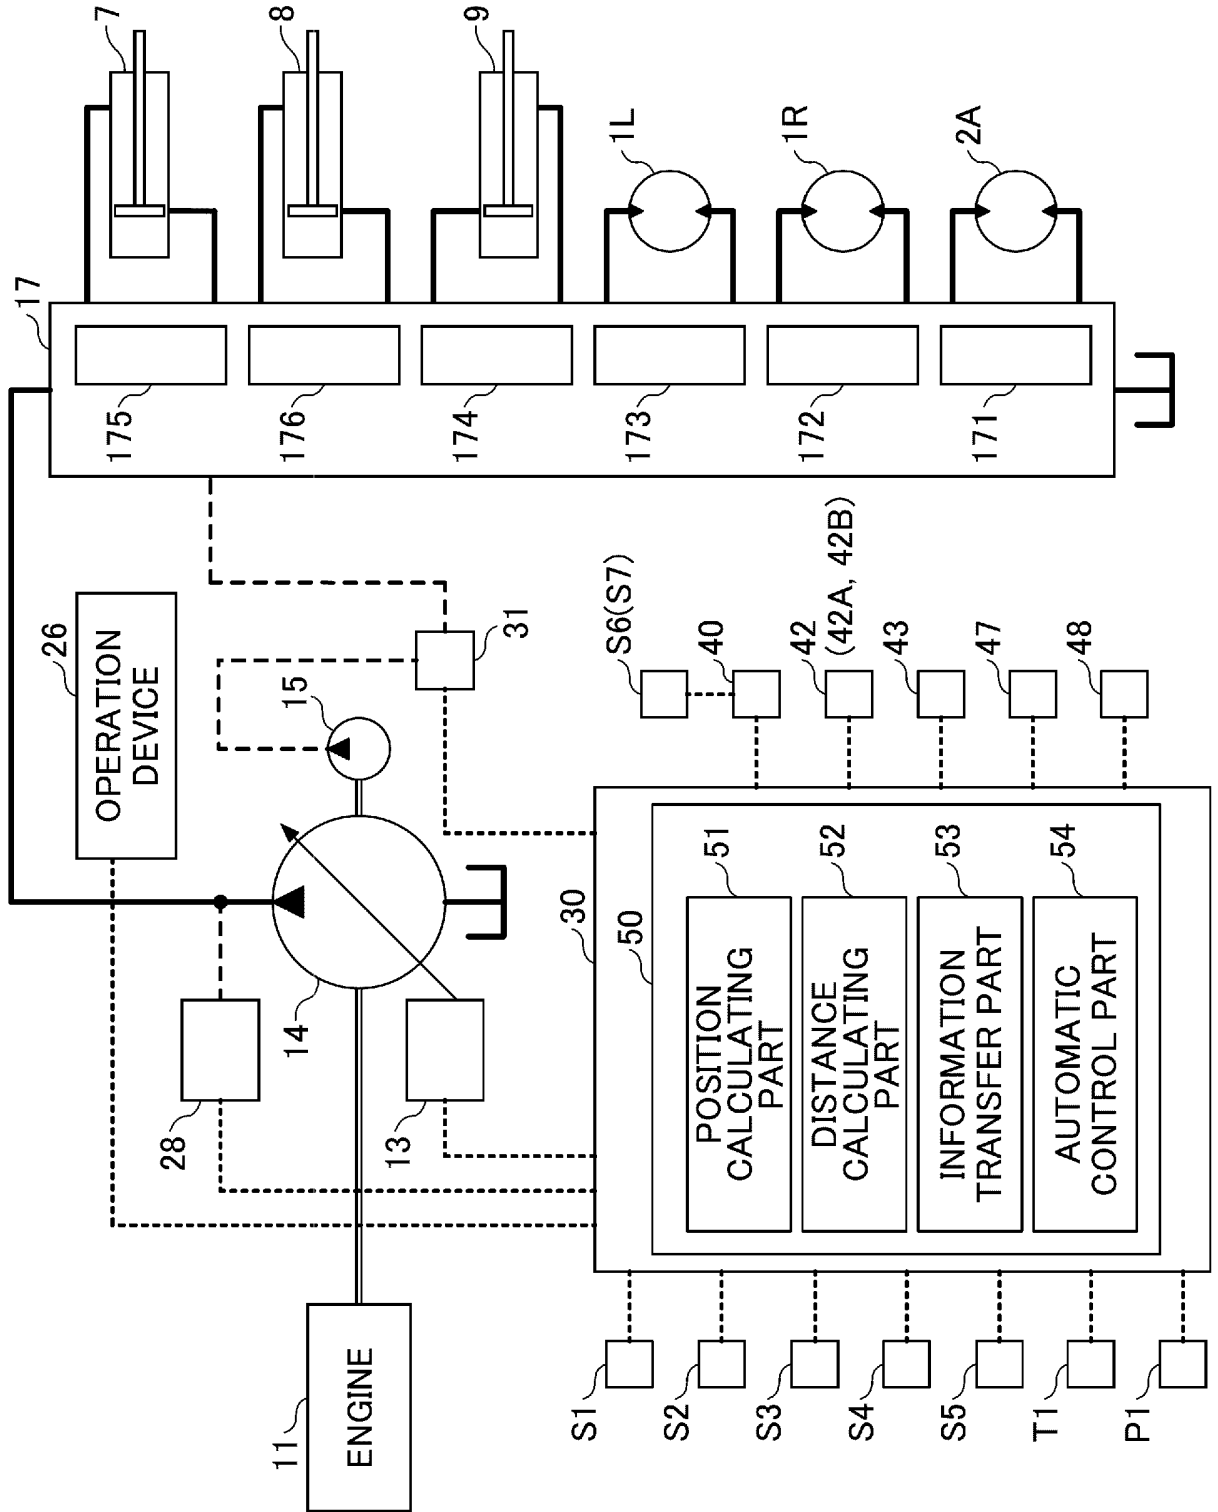 11
ENGINE
28
14
13
26
OPERATION
DEVICE
15
31
17
175
176
174
173
172
171
7
8
9
1L
1R
2A
S1
S2
S3
S4
S5
T1
P1
30
50
POSITION
CALCULATING
PART
51
DISTANCE
CALCULATING
PART
52
INFORMATION
TRANSFER PART
53
AUTOMATIC
CONTROL PART
54
S6(S7)
40
42
(42A, 42B)
43
47
48